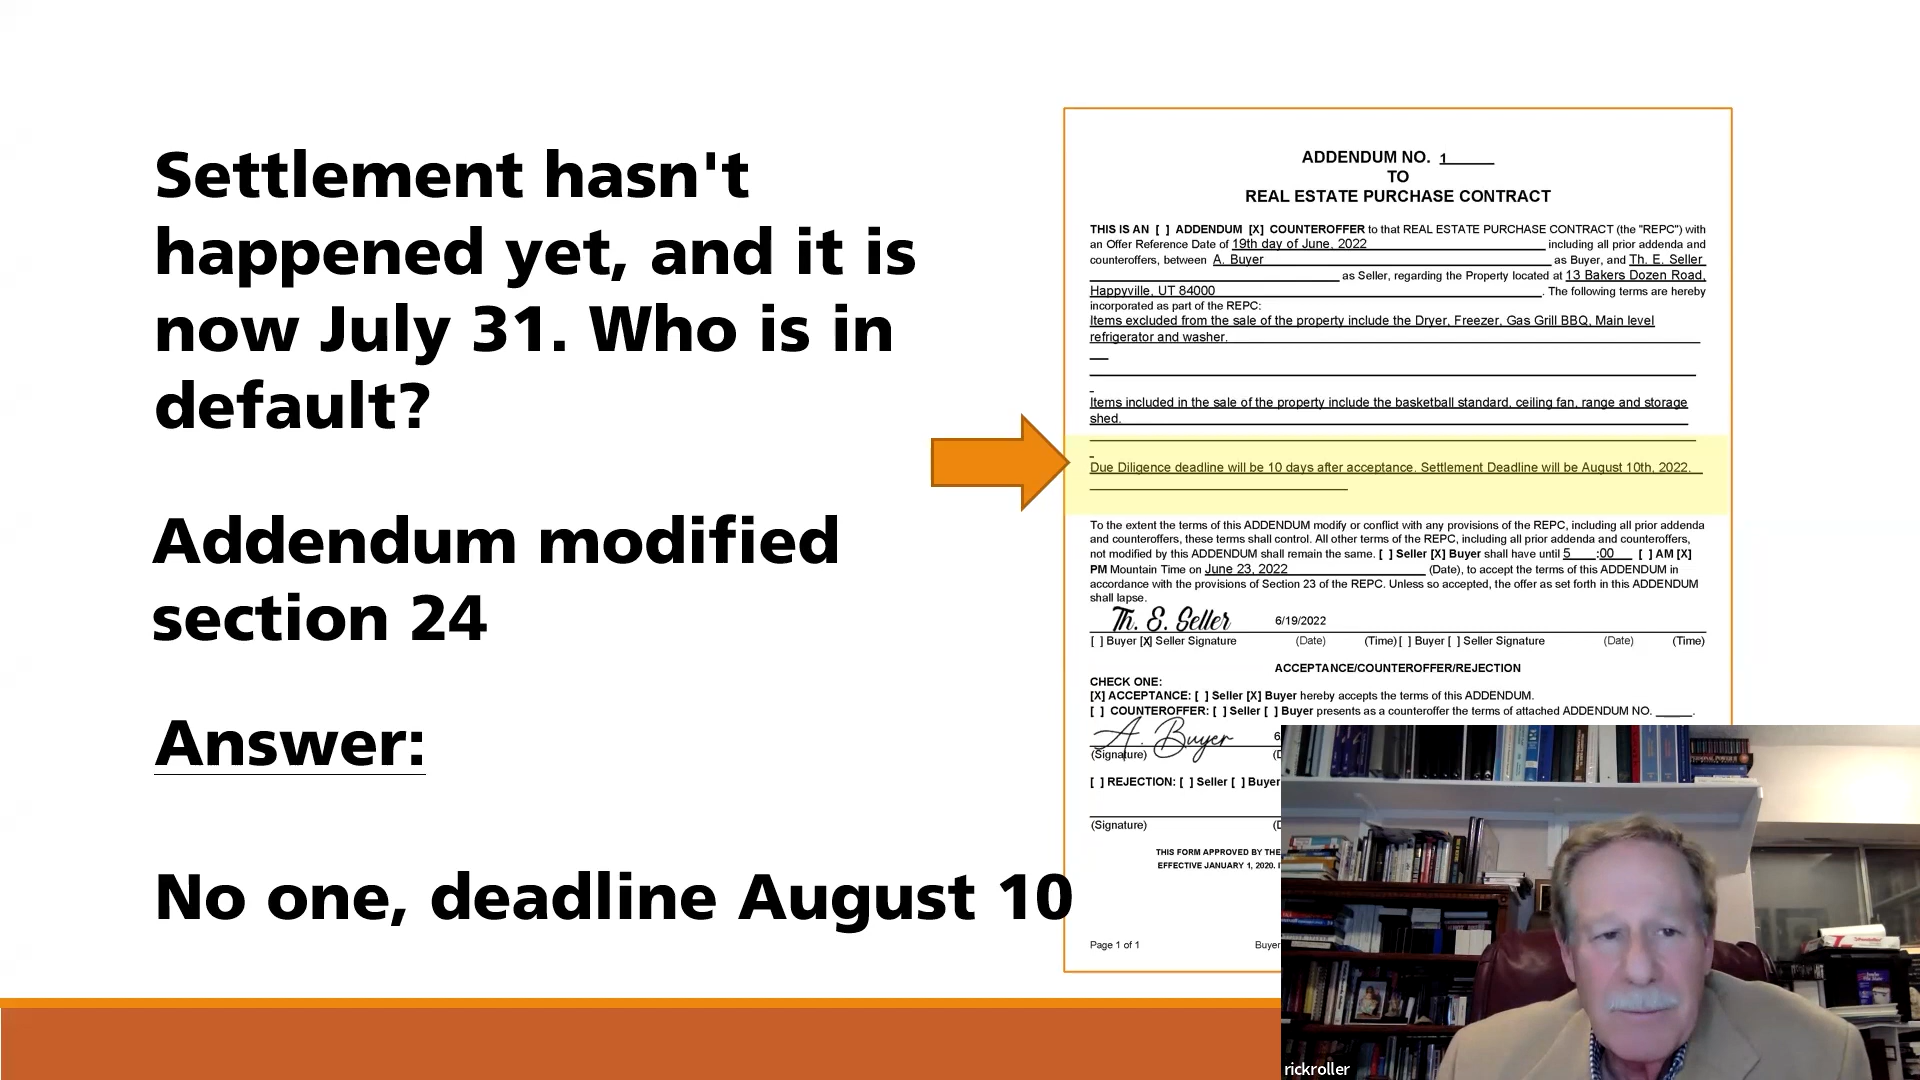 Settlement hasn't
happened yet, and it is
now July 31. Who is in
default?
Addendum modified
section 24
Answer:
No one, deadline August 10
ADDENDUM NO. 1
TO
REAL ESTATE PURCHASE CONTRACT
THIS IS AN [ ] ADDENDUM [X] COUNTEROFFER to that REAL ESTATE PURCHASE CONTRACT (the "REPC") with
an Offer Reference Date of 19th day of June, 2022 including all prior addenda and
counteroffers, between A. Buyer as Buyer, and Th. E. Seller
as Seller, regarding the Property located at 13 Bakers Dozen Road,
Happyville, UT 84000. The following terms are hereby
incorporated as part of the REPC:
Items excluded from the sale of the property include the Dryer, Freezer, Gas Grill BBQ, Main level
refrigerator and washer.
Items included in the sale of the property include the basketball standard, ceiling fan, range and storage
shed.
Due Diligence deadline will be 10 days after acceptance. Settlement Deadline will be August 10th, 2022.
To the extent the terms of this ADDENDUM modify or conflict with any provisions of the REPC, including all prior addenda
and counteroffers, these terms shall control. All other terms of the REPC, including all prior addenda and counteroffers,
not modified by this ADDENDUM shall remain the same. [ ] Seller [X] Buyer shall have until 5 :00 [ ] AM [X]
PM Mountain Time on June 23, 2022 (Date), to accept the terms of this ADDENDUM in
accordance with the provisions of Section 23 of the REPC. Unless so accepted, the offer as set forth in this ADDENDUM
shall lapse.
Th. E. Seller 6/19/2022
[ ] Buyer [X] Seller Signature (Date) (Time) [ ] Buyer [ ] Seller Signature (Date) (Time)
ACCEPTANCE/COUNTEROFFER/REJECTION
CHECK ONE:
[X] ACCEPTANCE: [ ] Seller [X] Buyer hereby accepts the terms of this ADDENDUM.
[ ] COUNTEROFFER: [ ] Seller [ ] Buyer presents as a counteroffer the terms of attached ADDENDUM NO. _____.
A. Buyer 6
(Signature) (D
[ ] REJECTION: [ ] Seller [ ] Buyer
(Signature) (D
THIS FORM APPROVED BY THE
EFFECTIVE JANUARY 1, 2020.
Page 1 of 1 Buyer
rickroller